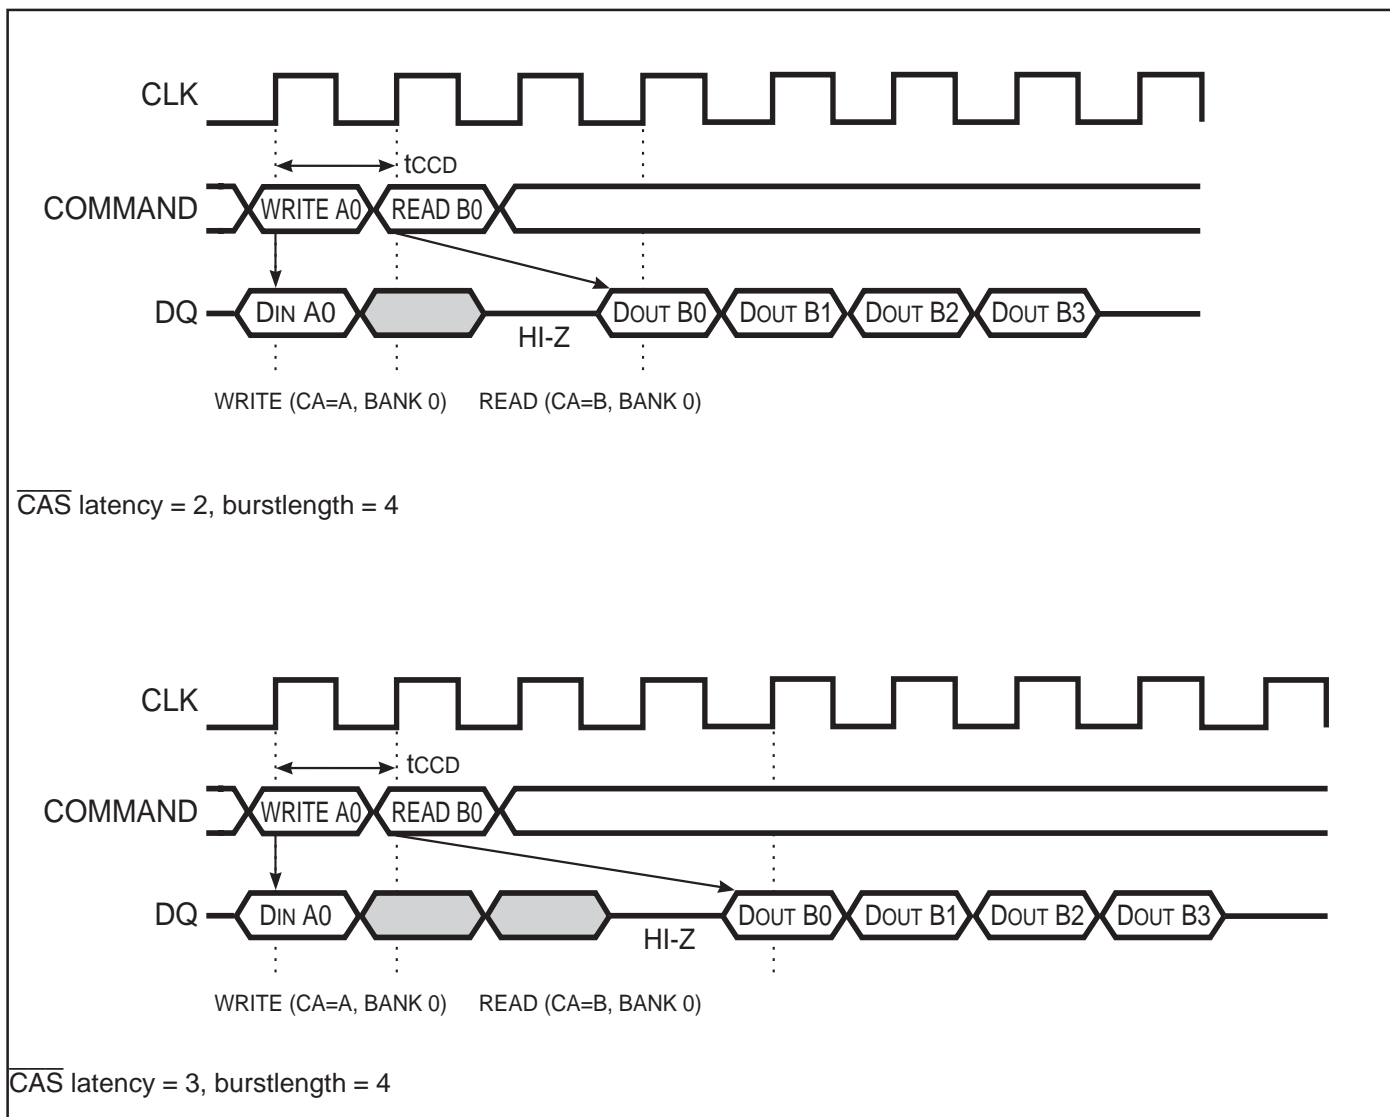 CLK
tCCD
COMMAND WRITE A0 READ B0
DQ DIN A0 DOUT B0 DOUT B1 DOUT B2 DOUT B3
HI-Z
WRITE (CA=A, BANK 0) READ (CA=B, BANK 0)
CAS latency = 2, burstlength = 4
CLK
tCCD
COMMAND WRITE A0 READ B0
DQ DIN A0 DOUT B0 DOUT B1 DOUT B2 DOUT B3
HI-Z
WRITE (CA=A, BANK 0) READ (CA=B, BANK 0)
CAS latency = 3, burstlength = 4